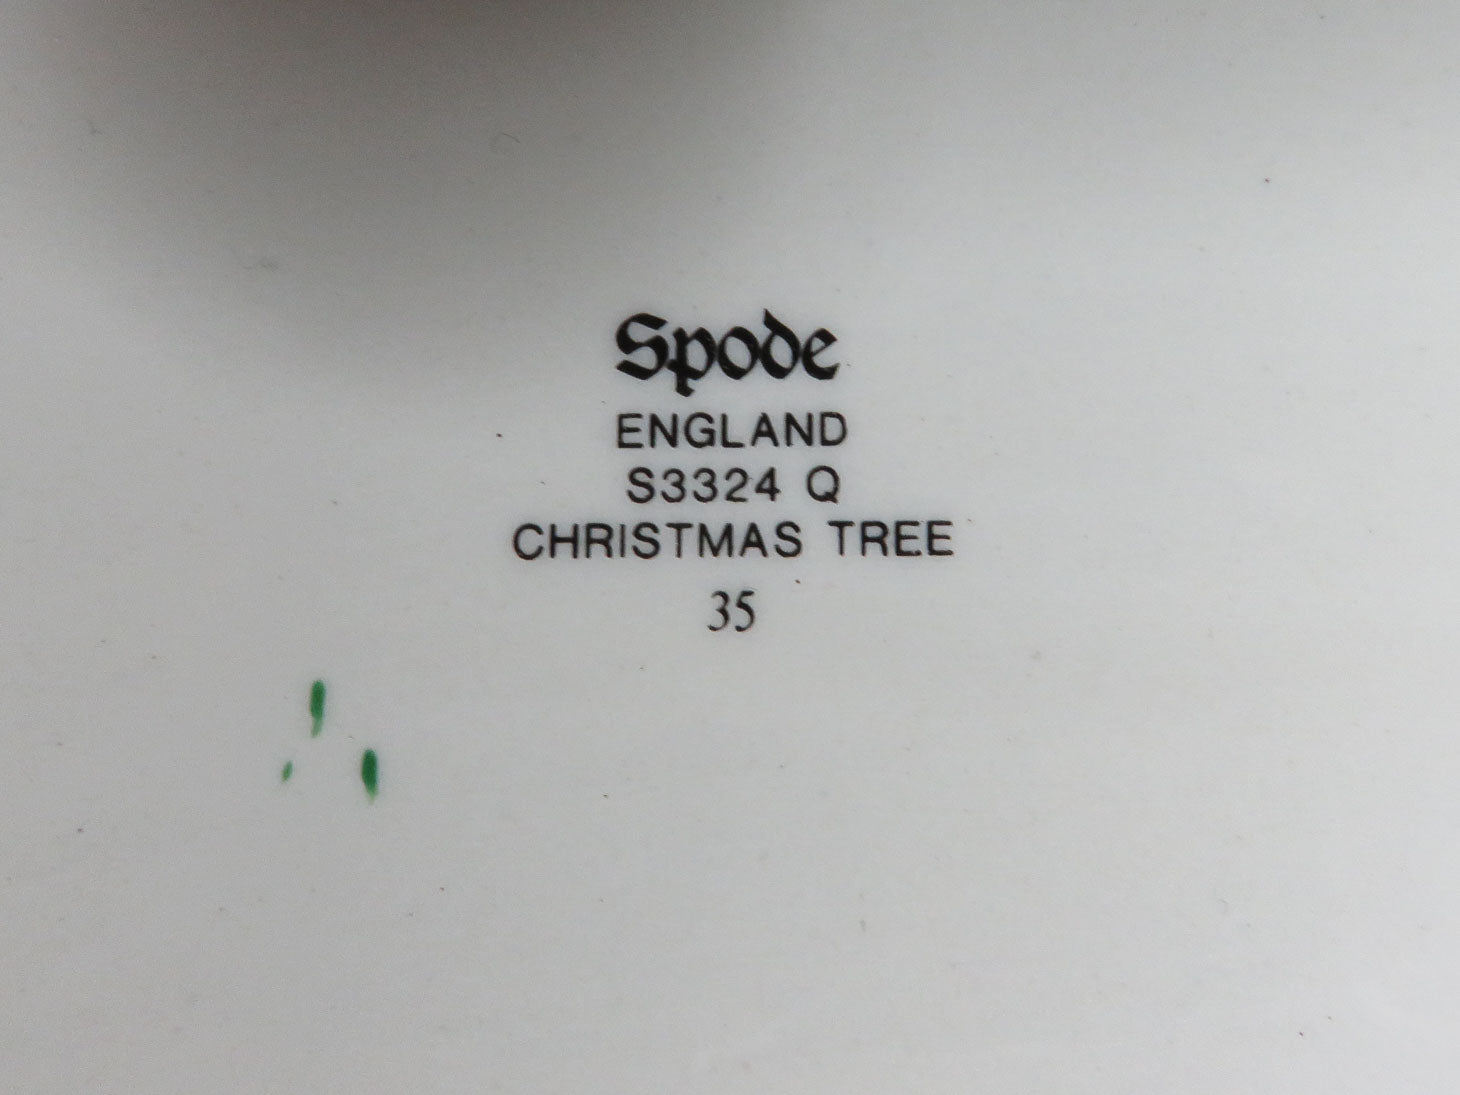 Spode
ENGLAND
S3324 Q
CHRISTMAS TREE
35